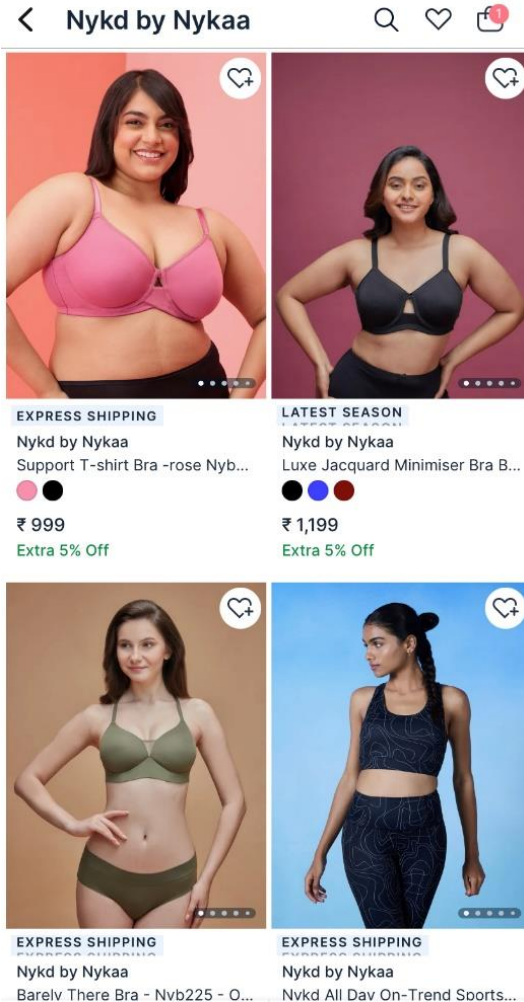 Nykd by Nykaa
1
EXPRESS SHIPPING
Nykd by Nykaa
Support T-shirt Bra -rose Nyb...
₹ 999
Extra 5% Off
LATEST SEASON
Nykd by Nykaa
Luxe Jacquard Minimiser Bra B...
₹ 1,199
Extra 5% Off
EXPRESS SHIPPING
Nykd by Nykaa
Barely There Bra - Nyb225 - O...
EXPRESS SHIPPING
Nykd by Nykaa
Nykd All Day On-Trend Sports...